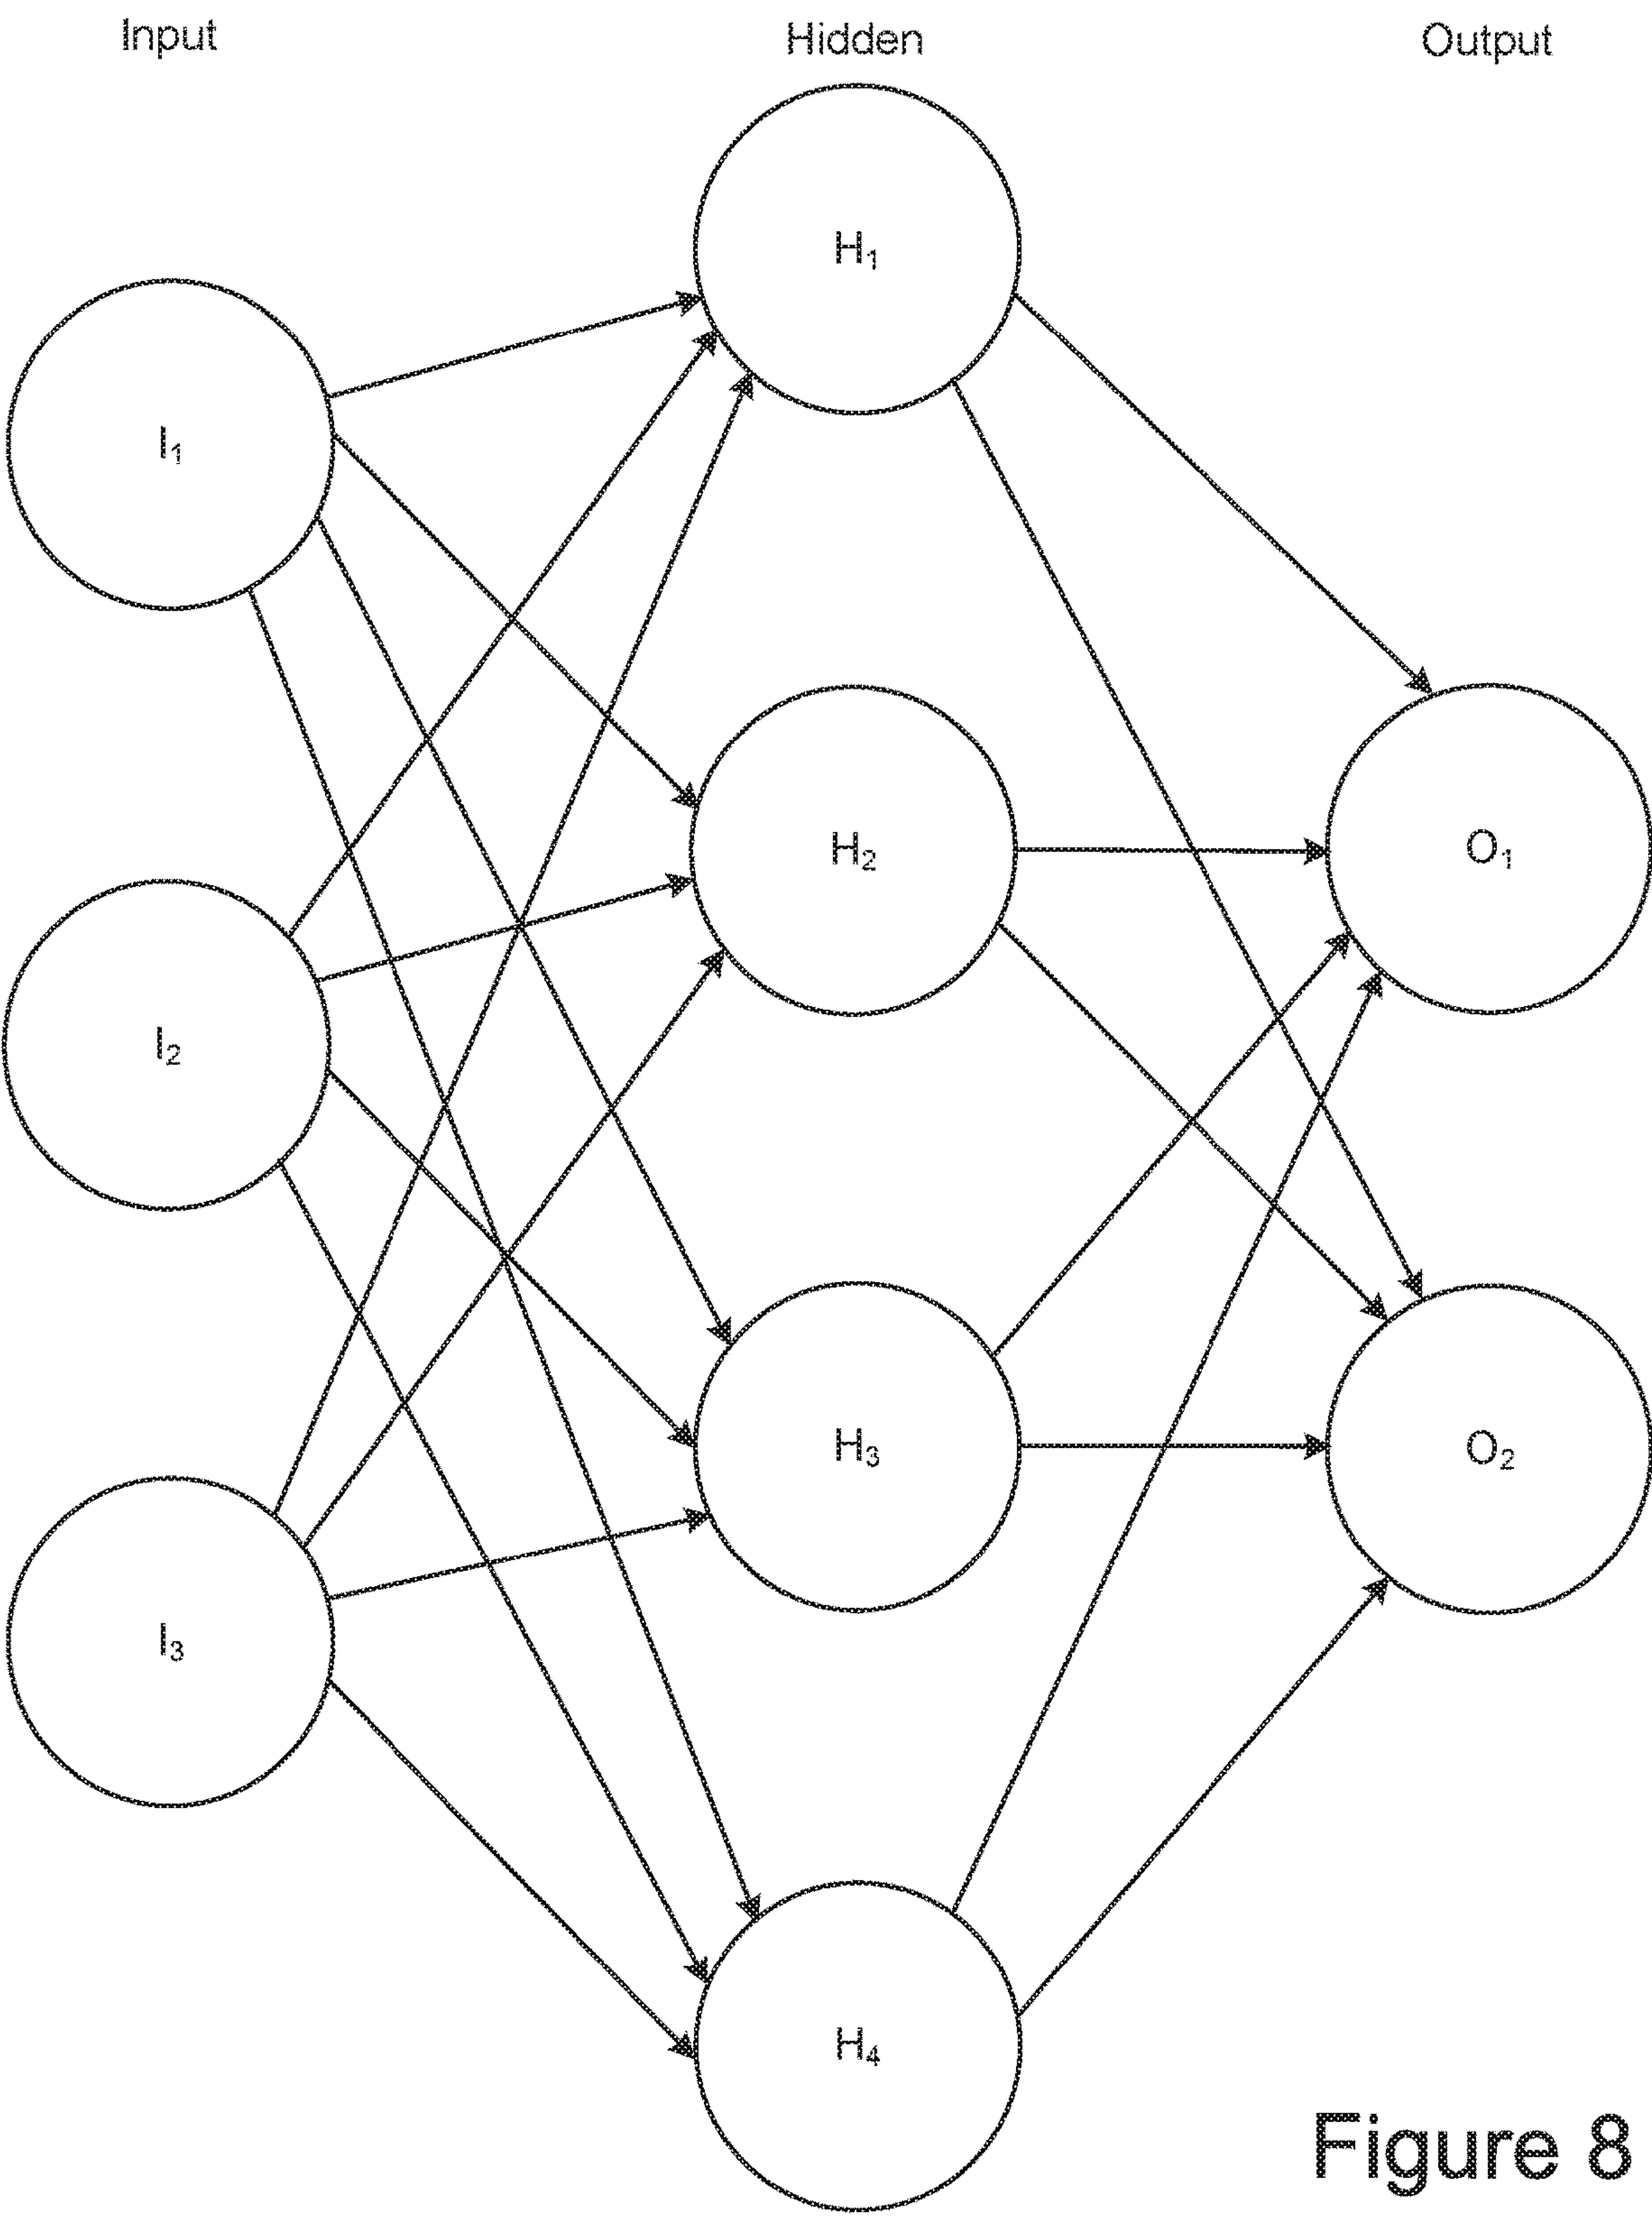 Input Hidden Output
H₁
I₁
H₂ O₁
I₂
H₃ O₂
I₃
H₄
Figure 8